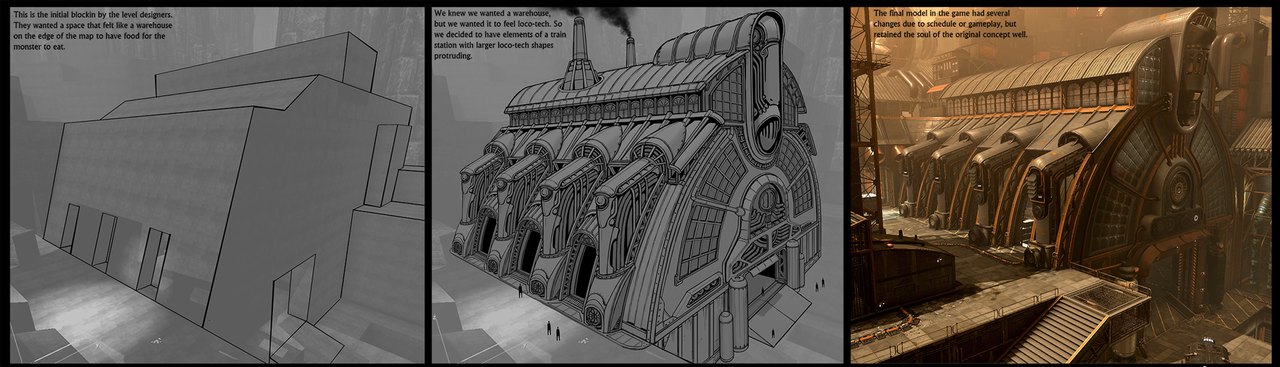 This is the initial blockin by the level designers.
They wanted a space that felt like a warehouse
on the edge of the map to have food for the
monster to eat.
We knew we wanted a warehouse,
but we wanted it to feel loco-tech. So
we decided to have elements of a train
station with larger loco-tech shapes
protruding.
The final model in the game had several
changes due to schedule or gameplay, but
retained the soul of the original concept well.